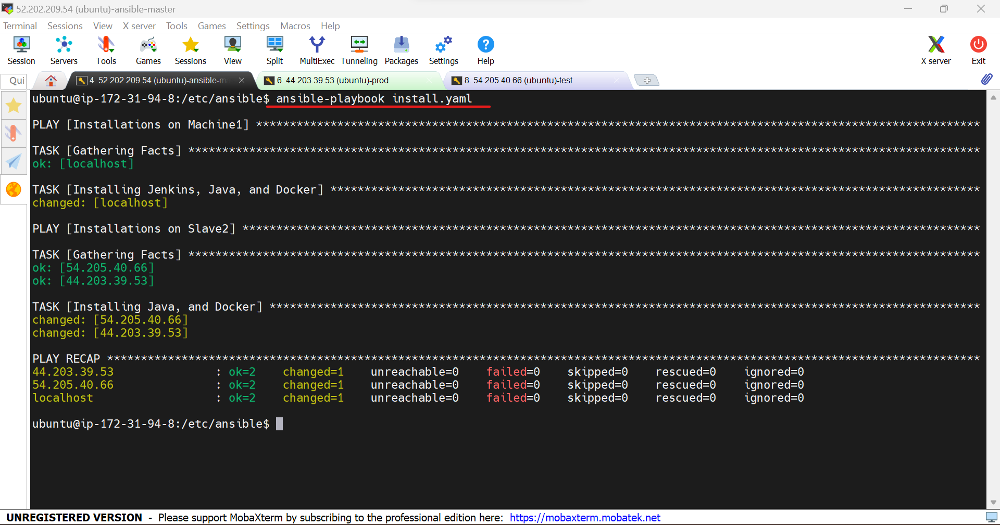 52.202.209.54 (ubuntu)-ansible-master
Terminal Sessions View X server Tools Games Settings Macros Help
Session Servers Tools Games Sessions View Split MultiExec Tunneling Packages Settings Help X server Exit
Qui 4. 52.202.209.54 (ubuntu)-ansible-ma 6. 44.203.39.53 (ubuntu)-prod 8. 54.205.40.66 (ubuntu)-test
ubuntu@ip-172-31-94-8:/etc/ansible$ ansible-playbook install.yaml
PLAY [Installations on Machine1] ***********************************************************************************************************
TASK [Gathering Facts] *********************************************************************************************************************
ok: [localhost]
TASK [Installing Jenkins, Java, and Docker] ************************************************************************************************
changed: [localhost]
PLAY [Installations on Slave2] *************************************************************************************************************
TASK [Gathering Facts] *********************************************************************************************************************
ok: [54.205.40.66]
ok: [44.203.39.53]
TASK [Installing Java, and Docker] *********************************************************************************************************
changed: [54.205.40.66]
changed: [44.203.39.53]
PLAY RECAP *********************************************************************************************************************************
44.203.39.53 : ok=2 changed=1 unreachable=0 failed=0 skipped=0 rescued=0 ignored=0
54.205.40.66 : ok=2 changed=1 unreachable=0 failed=0 skipped=0 rescued=0 ignored=0
localhost : ok=2 changed=1 unreachable=0 failed=0 skipped=0 rescued=0 ignored=0
ubuntu@ip-172-31-94-8:/etc/ansible$
UNREGISTERED VERSION - Please support MobaXterm by subscribing to the professional edition here: https://mobaxterm.mobatek.net